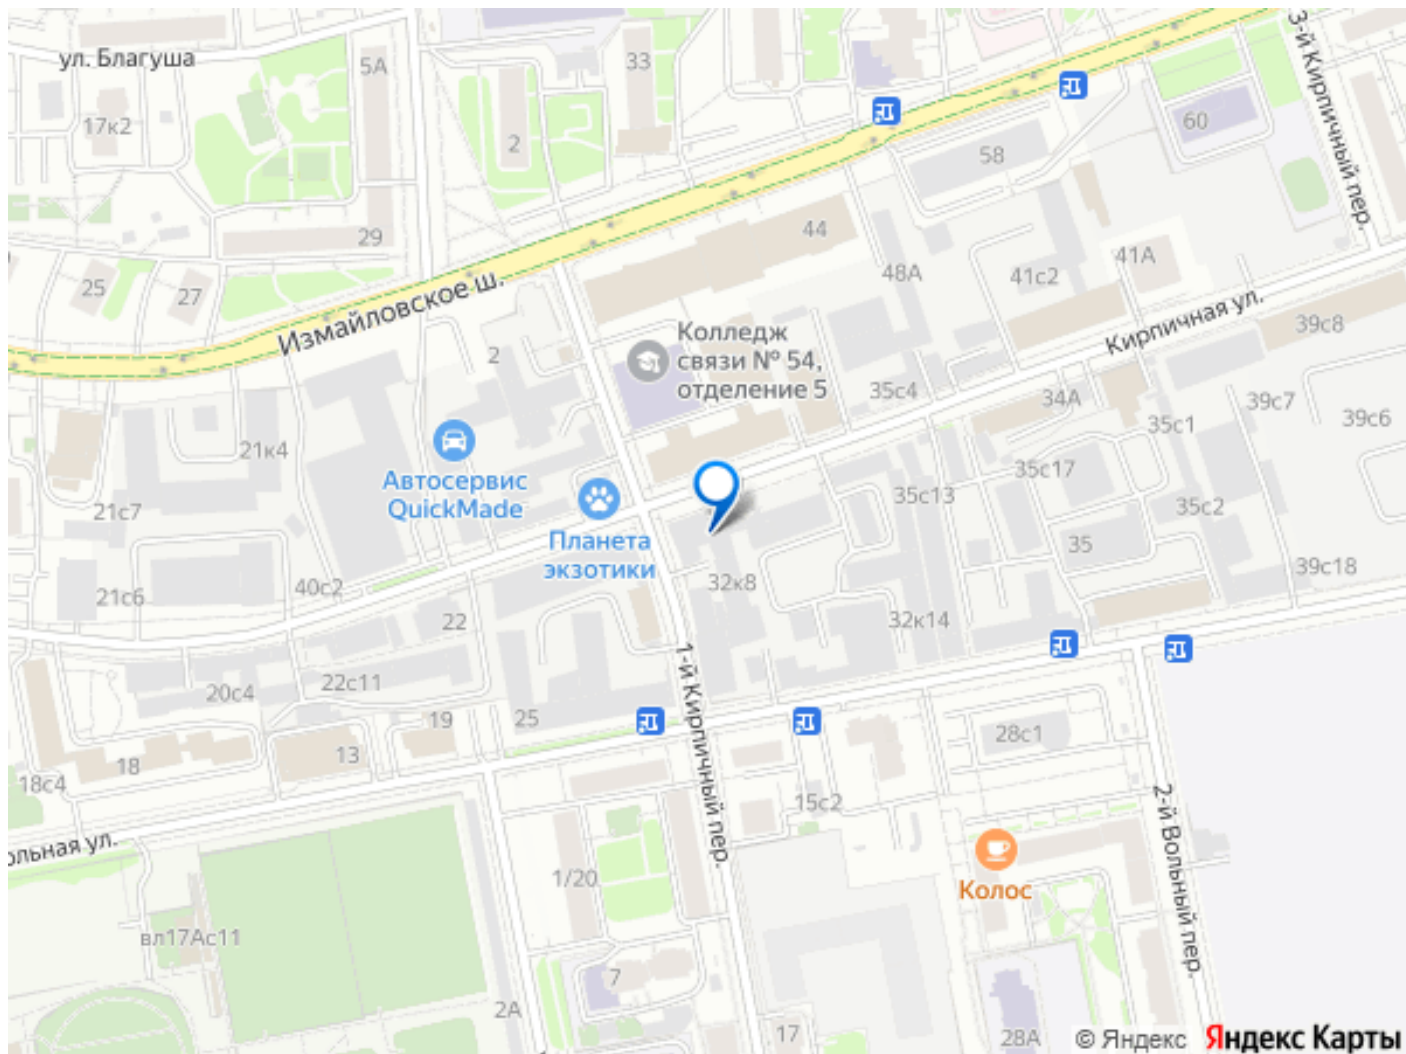 ул. Благуша
5А
33
17к2
2
60
3-й Кирпичный пер.
58
29
44
41А
48А
41с2
25
27
Измайловское ш.
Кирпичная ул.
39с8
Колледж
связи № 54,
отделение 5
2
35с4
34А
39с7
39с6
35с1
21к4
Автосервис
QuickMade
35с17
35с13
35с2
21с7
Планета
экзотики
35
39с18
40с2
21с6
32к8
22
32к14
1-й Кирпичный пер.
22с11
20с4
19
25
28с1
13
18
18с4
15с2
2-й Вольный пер.
ольная ул.
1/20
Колос
вл17Ас11
7
2А
17
28А
© Яндекс Яндекс Карты